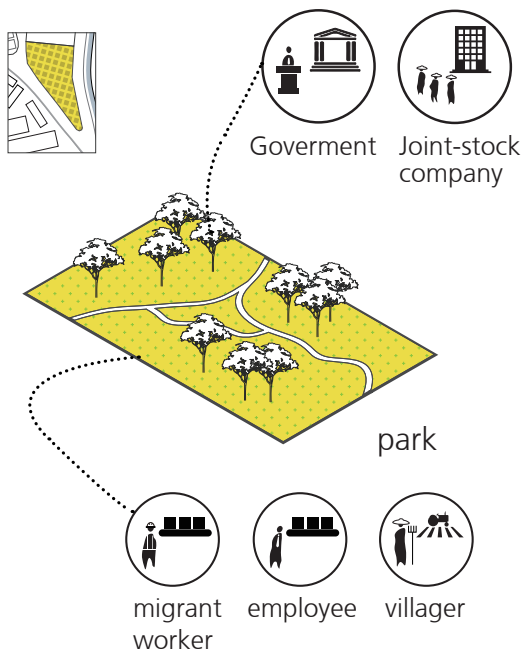 Goverment
Joint-stock
company
park
migrant
worker
employee
villager